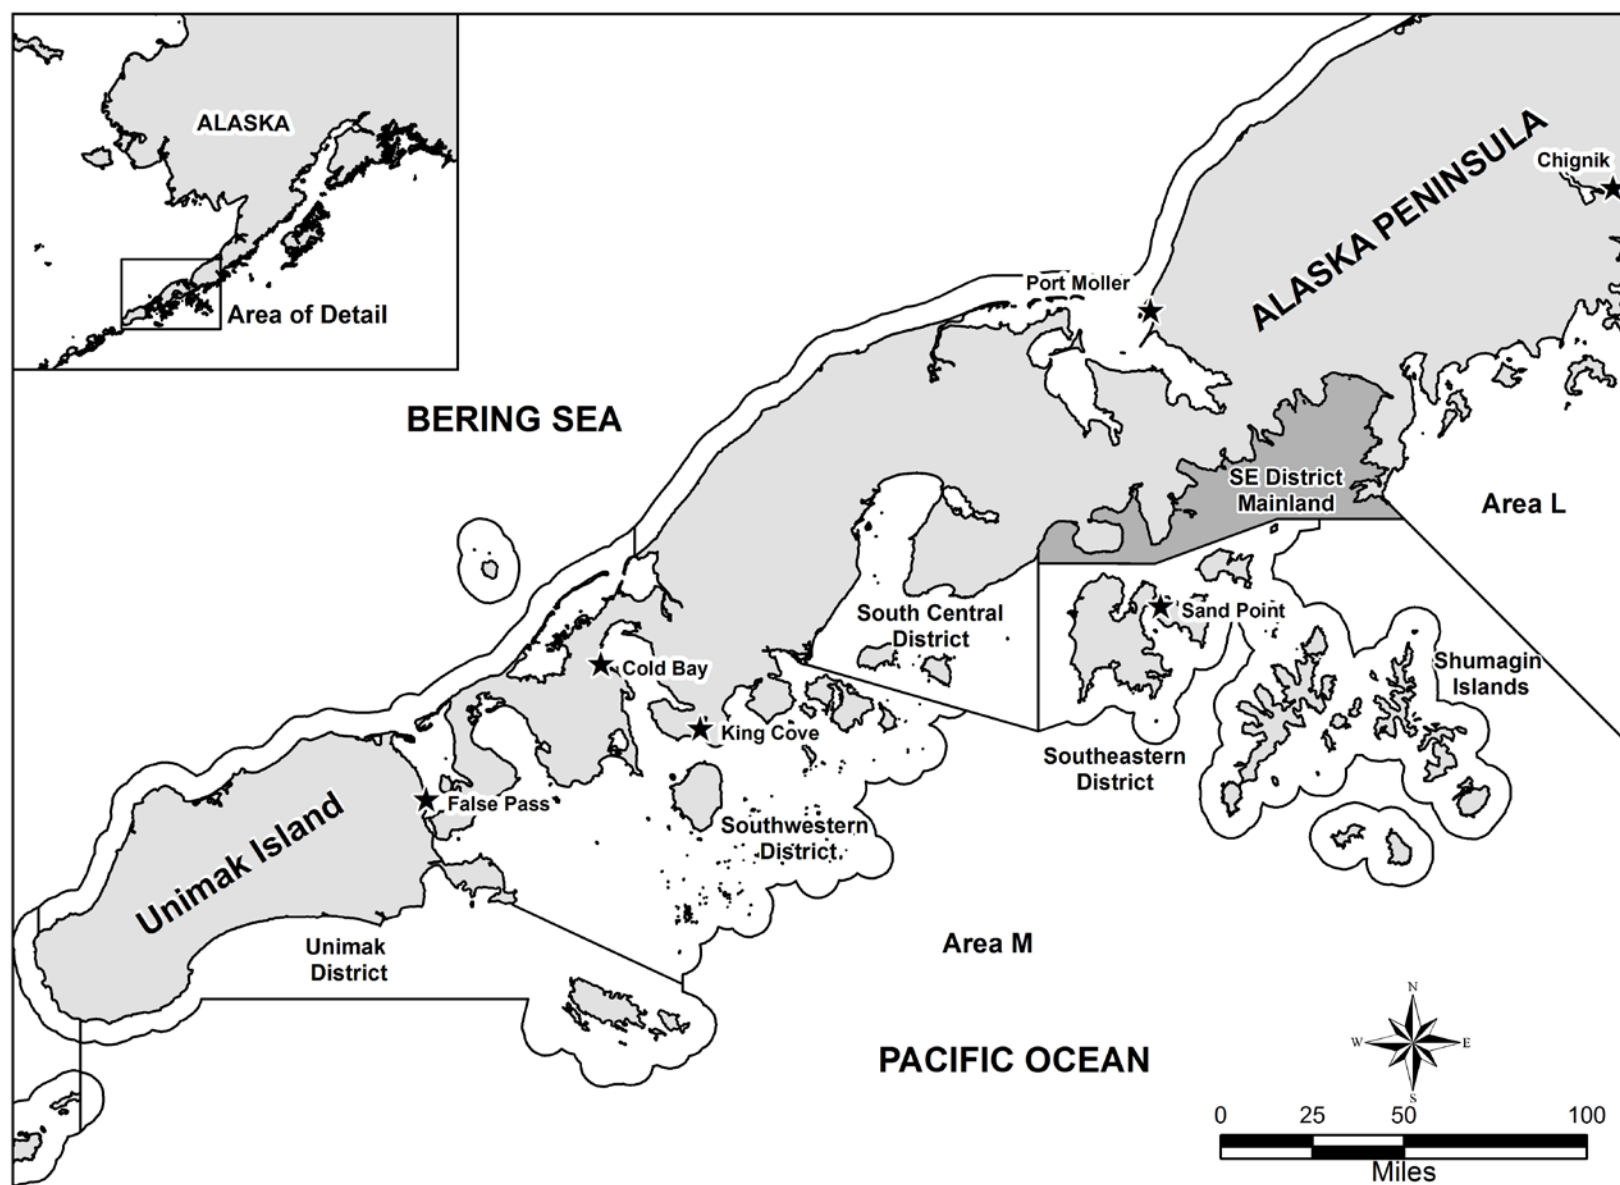 ALASKA
Area of Detail
ALASKA PENINSULA
Chignik
Port Moller
BERING SEA
SE District
Mainland
Area L
South Central
District
Sand Point
Cold Bay
Shumagin
Islands
King Cove
Southeastern
District
False Pass
Unimak Island
Southwestern
District
Unimak
District
Area M
PACIFIC OCEAN
N
W
E
S
0 25 50 100
Miles